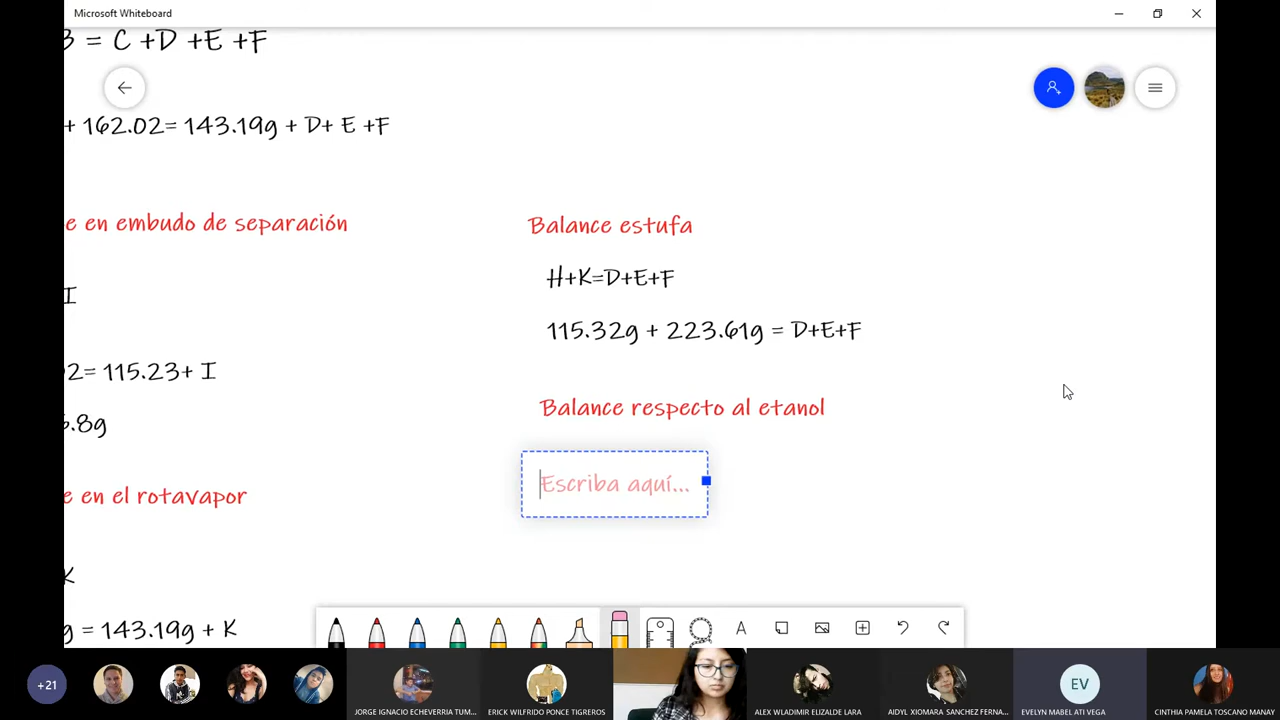 Microsoft Whiteboard
3 = C +D +E +F
+ 162.02= 143.19g + D+ E +F
e en embudo de separación
I
2= 115.23+ I
.8g
e en el rotavapor
K
g = 143.19g + K
Balance estufa
H+K=D+E+F
115.32g + 223.61g = D+E+F
Balance respecto al etanol
Escriba aquí...
+21
JORGE IGNACIO ECHEVERRIA TUM...
ERICK WILFRIDO PONCE TIGREROS
ALEX WLADIMIR ELIZALDE LARA
AIDYL XIOMARA SANCHEZ FERNA...
EV
EVELYN MABEL ATI VEGA
CINTHIA PAMELA TOSCANO MANAY